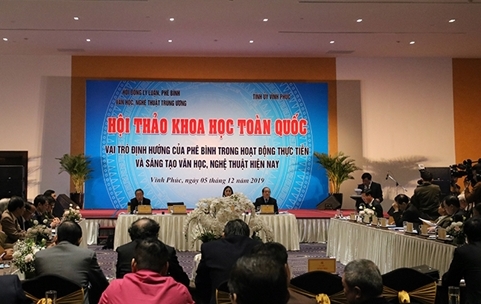 HỘI ĐỒNG LÝ LUẬN, PHÊ BÌNH
VĂN HỌC, NGHỆ THUẬT TRUNG ƯƠNG
TỈNH ỦY VĨNH PHÚC
HỘI THẢO KHOA HỌC TOÀN QUỐC
VAI TRÒ ĐỊNH HƯỚNG CỦA PHÊ BÌNH TRONG HOẠT ĐỘNG THỰC TIỄN
VÀ SÁNG TẠO VĂN HỌC, NGHỆ THUẬT HIỆN NAY
Vĩnh Phúc, ngày 05 tháng 12 năm 2019